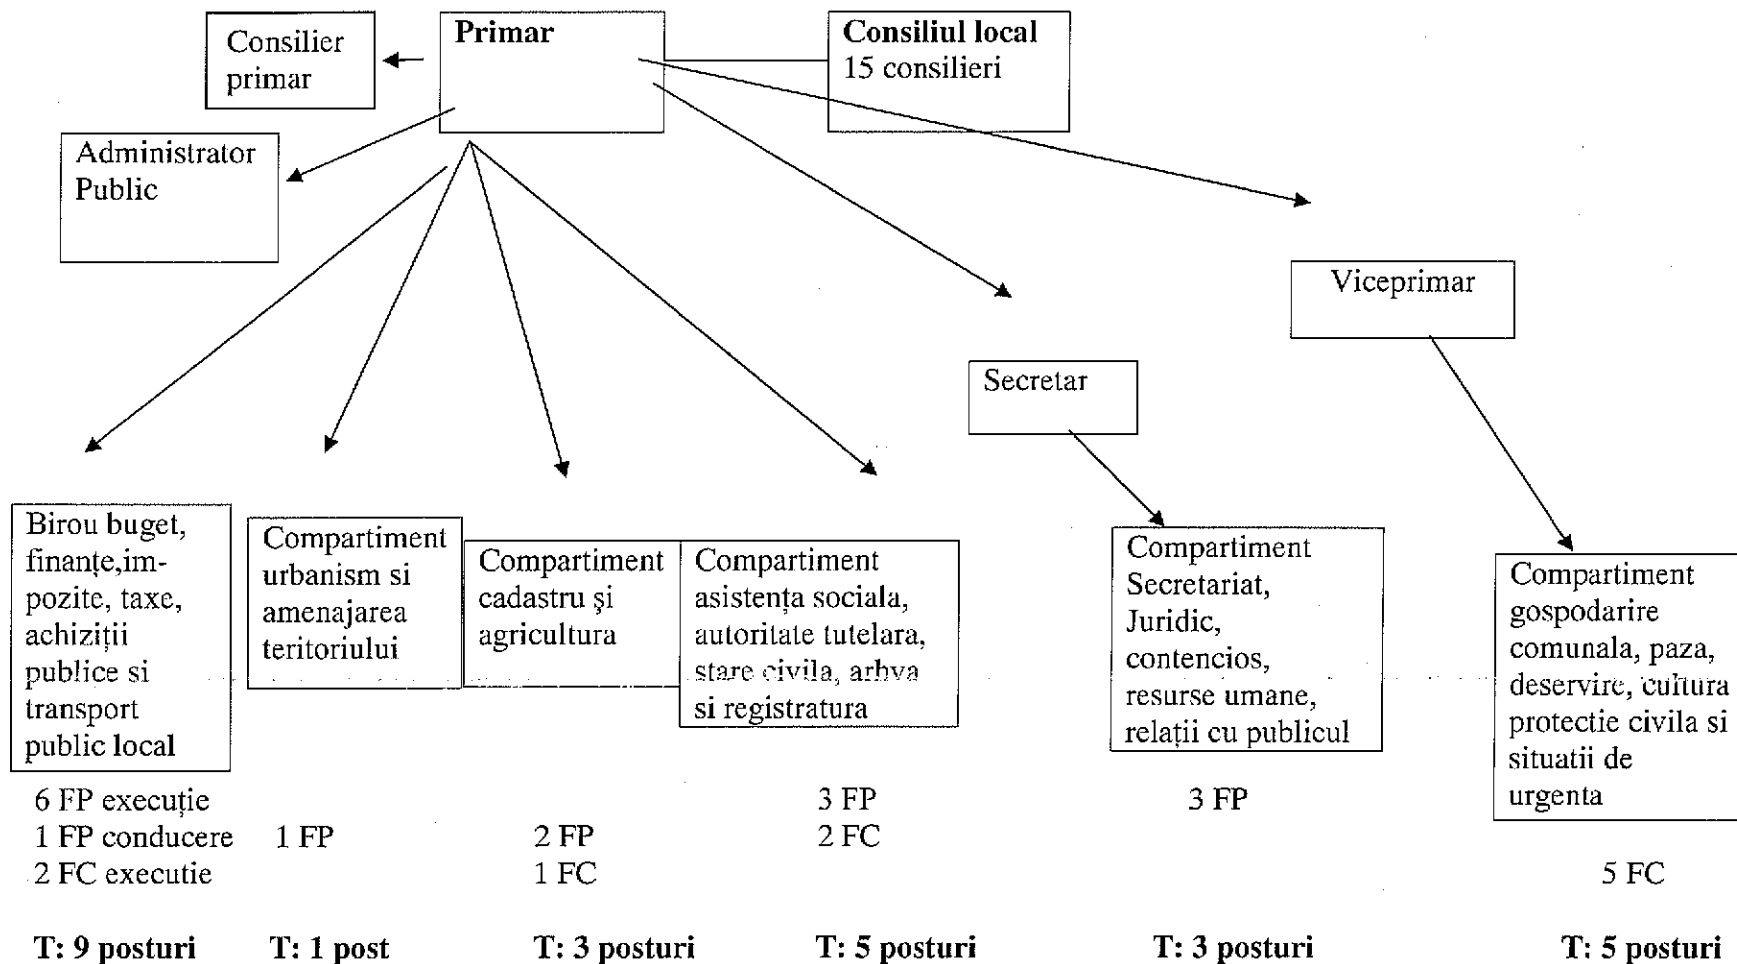 Consilier
primar
Primar
Consiliul local
15 consilieri
Administrator
Public
Viceprimar
Secretar
Birou buget,
finanțe,im-
pozite, taxe,
achiziții
publice si
transport
public local
Compartiment
urbanism si
amenajarea
teritoriului
Compartiment
cadastru şi
agricultura
Compartiment
asistența sociala,
autoritate tutelara,
stare civila, arhva
si registratura
Compartiment
Secretariat,
Juridic,
contencios,
resurse umane,
relații cu publicul
Compartiment
gospodarire
comunala, paza,
deservire, cultura
protectie civila si
situatii de
urgenta
6 FP execuție
1 FP conducere
2 FC executie
1 FP
2 FP
1 FC
3 FP
2 FC
3 FP
5 FC
T: 9 posturi
T: 1 post
T: 3 posturi
T: 5 posturi
T: 3 posturi
T: 5 posturi